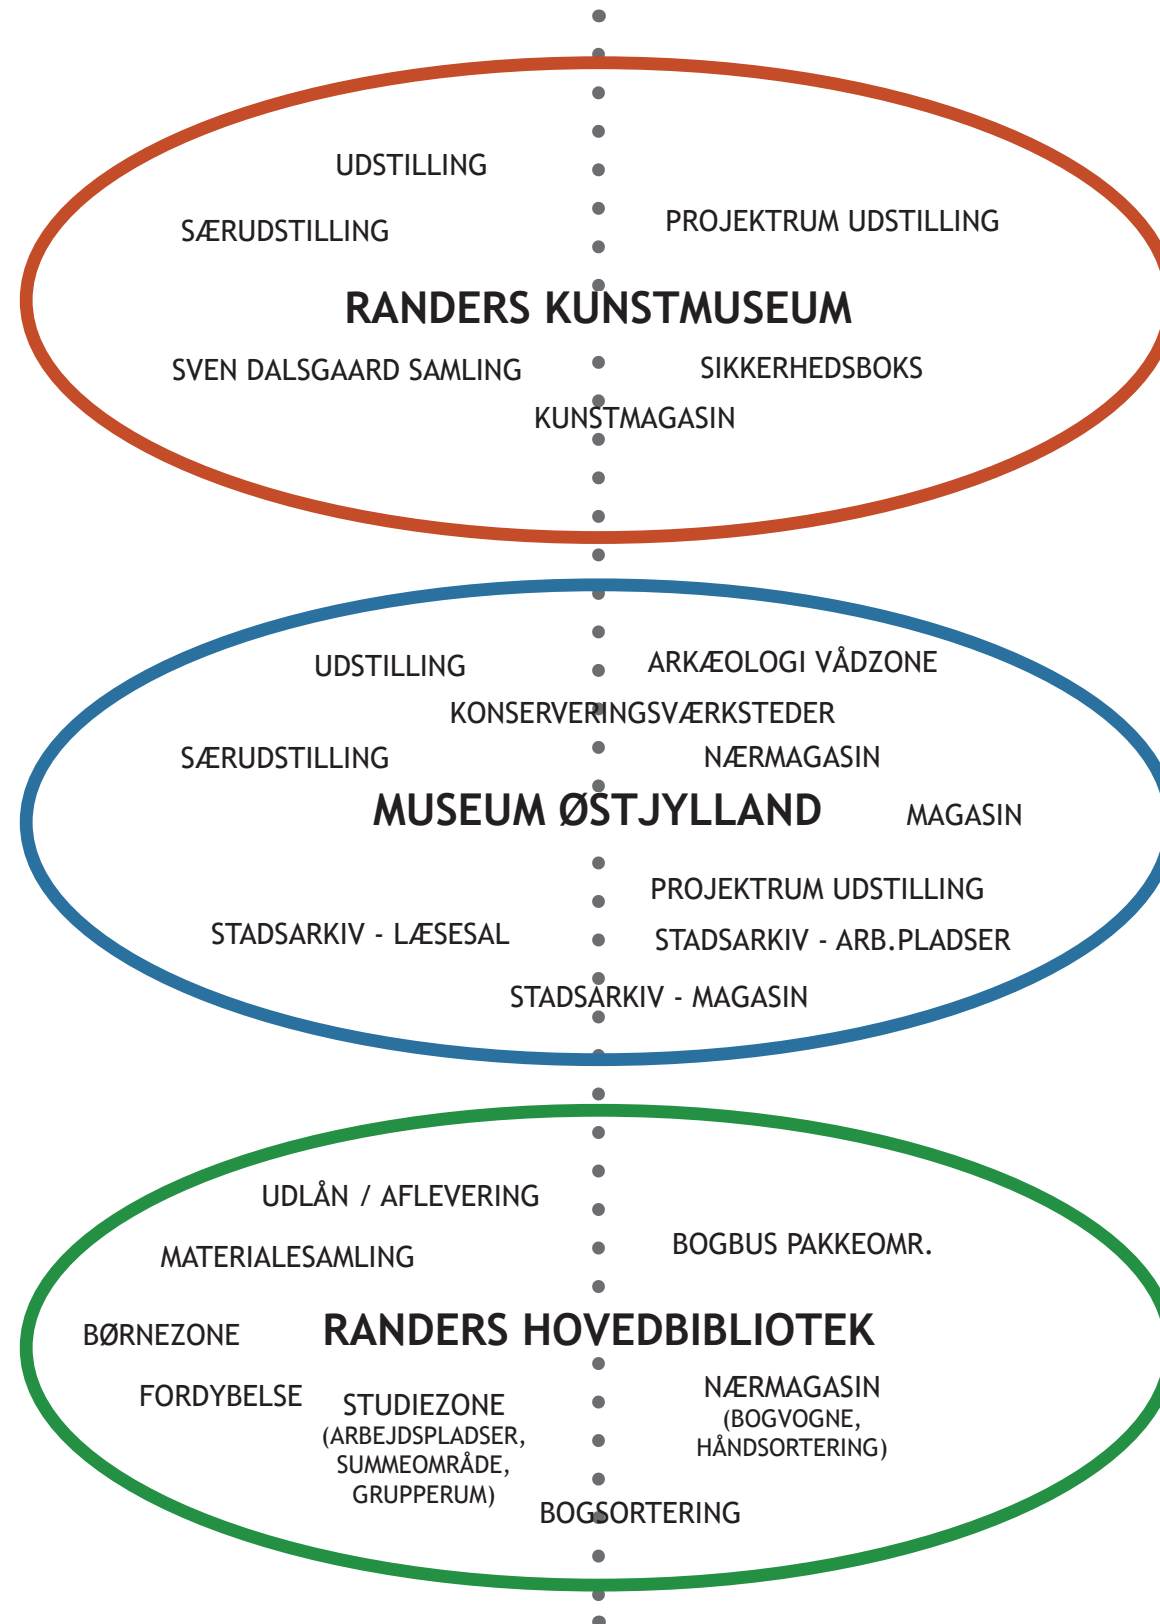 UDSTILLING
SÆRUDSTILLING
PROJEKTRUM UDSTILLING
RANDERS KUNSTMUSEUM
SVEN DALSGAARD SAMLING
SIKKERHEDSBOKS
KUNSTMAGASIN
UDSTILLING
ARKÆOLOGI VÅDZONE
KONSERVERINGSVÆRKSTEDER
SÆRUDSTILLING
NÆRMAGASIN
MUSEUM ØSTJYLLAND
MAGASIN
PROJEKTRUM UDSTILLING
STADSARKIV - LÆSESAL
STADSARKIV - ARB.PLADSER
STADSARKIV - MAGASIN
UDLÅN / AFLEVERING
MATERIALESAMLING
BOGBUS PAKKEOMR.
BØRNEZONE
RANDERS HOVEDBIBLIOTEK
FORDYBELSE
STUDIEZONE
(ARBEJDSPLADSER,
SUMMEOMRÅDE,
GRUPPERUM)
NÆRMAGASIN
(BOGVOGNE,
HÅNDSORTERING)
BOGSORTERING